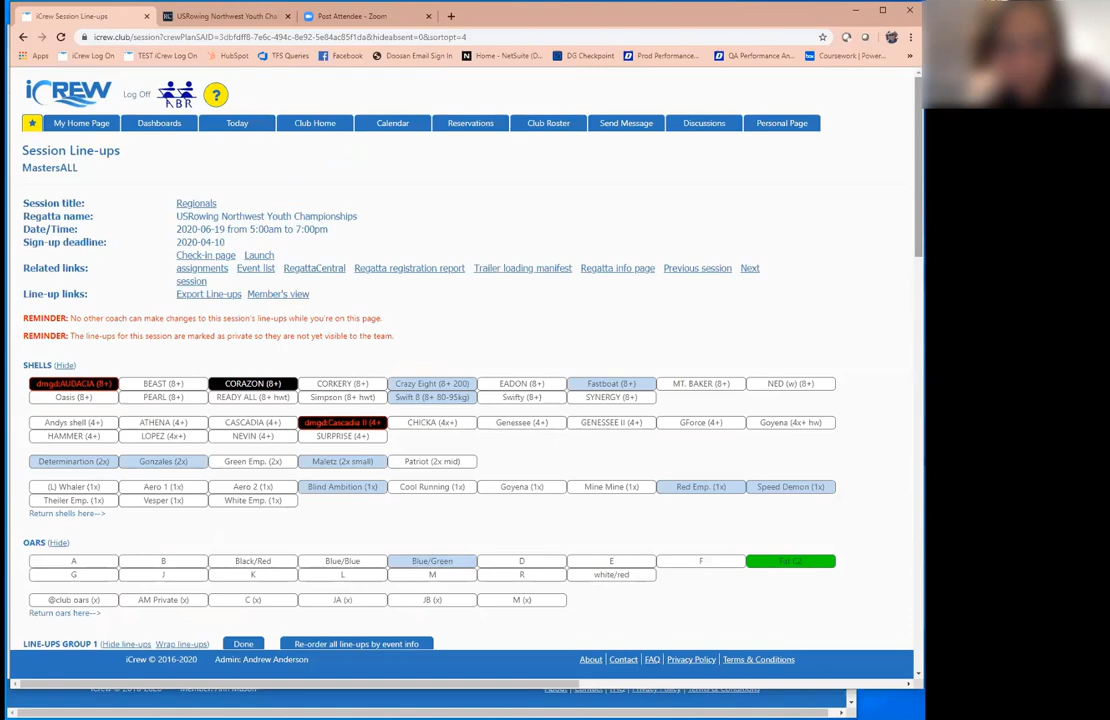 iCrew Session Line-ups
USRowing Northwest Youth Cha
Post Attendee - Zoom
icrew.club/session?crewPlanSAID=3dbfdff8-7e6c-494c-8e92-5d84ac85f1da&hideabsent=0&sortopt=4
Apps iCrew Log On TEST iCrew Log On HubSpot TFS Queries Facebook Doosan Email Sign In Home - NetSuite (D... DG Checkpoint Prod Performance... QA Performance An... Coursework | Power... »
iCREW Log Off ABR ?
My Home Page Dashboards Today Club Home Calendar Reservations Club Roster Send Message Discussions Personal Page
Session Line-ups
MastersALL
Session title: Regionals
Regatta name: USRowing Northwest Youth Championships
Date/Time: 2020-06-19 from 5:00am to 7:00pm
Sign-up deadline: 2020-04-10
Check-in page Launch
Related links: assignments Event list RegattaCentral Regatta registration report Trailer loading manifest Regatta info page Previous session Next
session
Line-up links: Export Line-ups Member's view
REMINDER: No other coach can make changes to this session's line-ups while you're on this page.
REMINDER: The line-ups for this session are marked as private so they are not yet visible to the team.
SHELLS (Hide)
dmgd:AUDACIA (8+) BEAST (8+) CORAZON (8+) CORKERY (8+) Crazy Eight (8+ 200) EADON (8+) Fastboat (8+) MT. BAKER (8+) NED (w) (8+)
Oasis (8+) PEARL (8+) READY ALL (8+ hwt) Simpson (8+ hwt) Swift 8 (8+ 80-95kg) Swifty (8+) SYNERGY (8+)
Andys shell (4+) ATHENA (4+) CASCADIA (4+) dmgd:Cascadia II (4+ CHICKA (4x+) Genessee (4+) GENESSEE II (4+) GForce (4+) Goyena (4x+ hw)
HAMMER (4+) LOPEZ (4x+) NEVIN (4+) SURPRISE (4+)
Determinartion (2x) Gonzales (2x) Green Emp. (2x) Maletz (2x small) Patriot (2x mid)
(L) Whaler (1x) Aero 1 (1x) Aero 2 (1x) Blind Ambition (1x) Cool Running (1x) Goyena (1x) Mine Mine (1x) Red Emp. (1x) Speed Demon (1x)
Theiler Emp. (1x) Vesper (1x) White Emp. (1x)
Return shells here-->
OARS (Hide)
A B Black/Red Blue/Blue Blue/Green D E F
G J K L M R white/red
@club oars (x) AM Private (x) C (x) JA (x) JB (x) M (x)
Return oars here-->
LINE-UPS GROUP 1 (Hide line-ups Wrap line-ups) Done Re-order all line-ups by event info
iCrew © 2016-2020 Admin: Andrew Anderson About Contact FAQ Privacy Policy Terms & Conditions